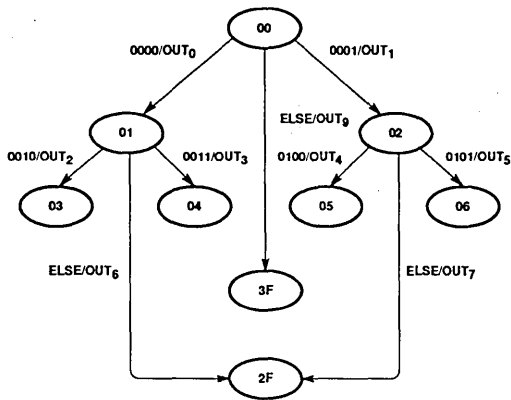 00
0000/OUT0
0001/OUT1
ELSE/OUT9
01
02
0010/OUT2
0011/OUT3
0100/OUT4
0101/OUT5
03
04
05
06
ELSE/OUT6
ELSE/OUT7
3F
2F